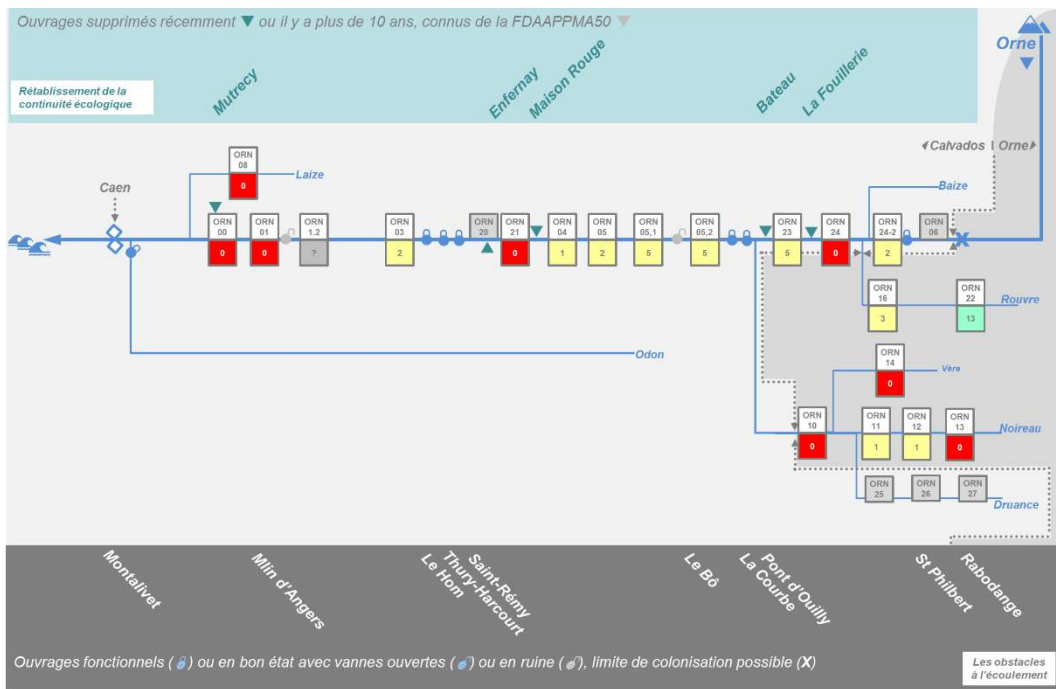 Ouvrages supprimés récemment ou il y a plus de 10 ans, connus de la FDAAPPMA50
Orne
Rétablissement de la
continuité écologique
Mutrecy
Enfernay
Maison Rouge
Bateau
La Fouillerie
Calvados
Orne
ORN
08
0
Laize
Baize
Caen
ORN
00
0
ORN
01
0
ORN
1.2
?
ORN
03
2
ORN
20
ORN
21
0
ORN
04
1
ORN
05
2
ORN
05,1
5
ORN
05,2
5
ORN
23
5
ORN
24
0
ORN
24-2
2
ORN
06
X
ORN
16
3
ORN
22
13
Rouvre
Odon
ORN
14
0
Vère
ORN
10
0
ORN
11
1
ORN
12
1
ORN
13
0
Noireau
ORN
25
ORN
26
ORN
27
Druance
Montalivet
Mlin d'Angers
Le Hom
Thury-Harcourt
Saint-Rémy
Le Bô
La Courbe
Pont d'Ouilly
St Philbert
Rabodange
Ouvrages fonctionnels ( ) ou en bon état avec vannes ouvertes ( ) ou en ruine ( ), limite de colonisation possible (X)
Les obstacles
à l'écoulement